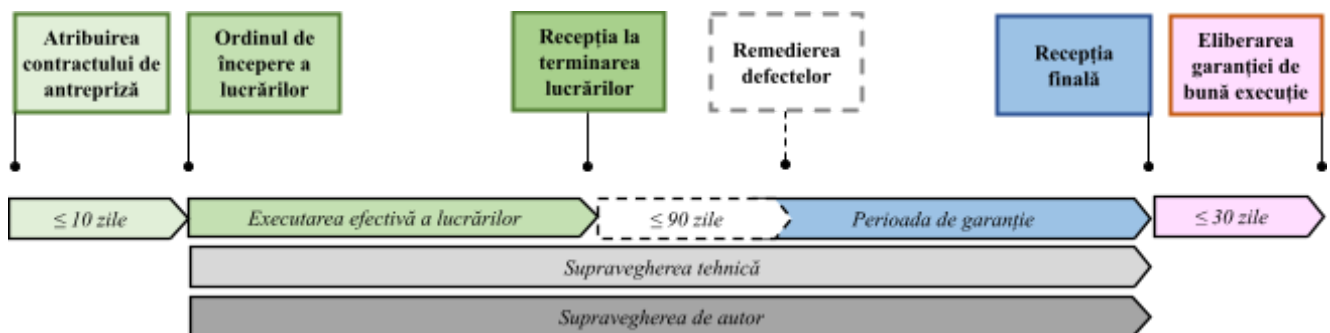 Atribuirea
contractului de
antrepriză
Ordinul de
începere a
lucrărilor
Recepția la
terminarea
lucrărilor
Remedierea
defectelor
Recepția
finală
Eliberarea
garanției de
bună execuție
≤ 10 zile
Executarea efectivă a lucrărilor
≤ 90 zile
Perioada de garanție
≤ 30 zile
Supravegherea tehnică
Supravegherea de autor